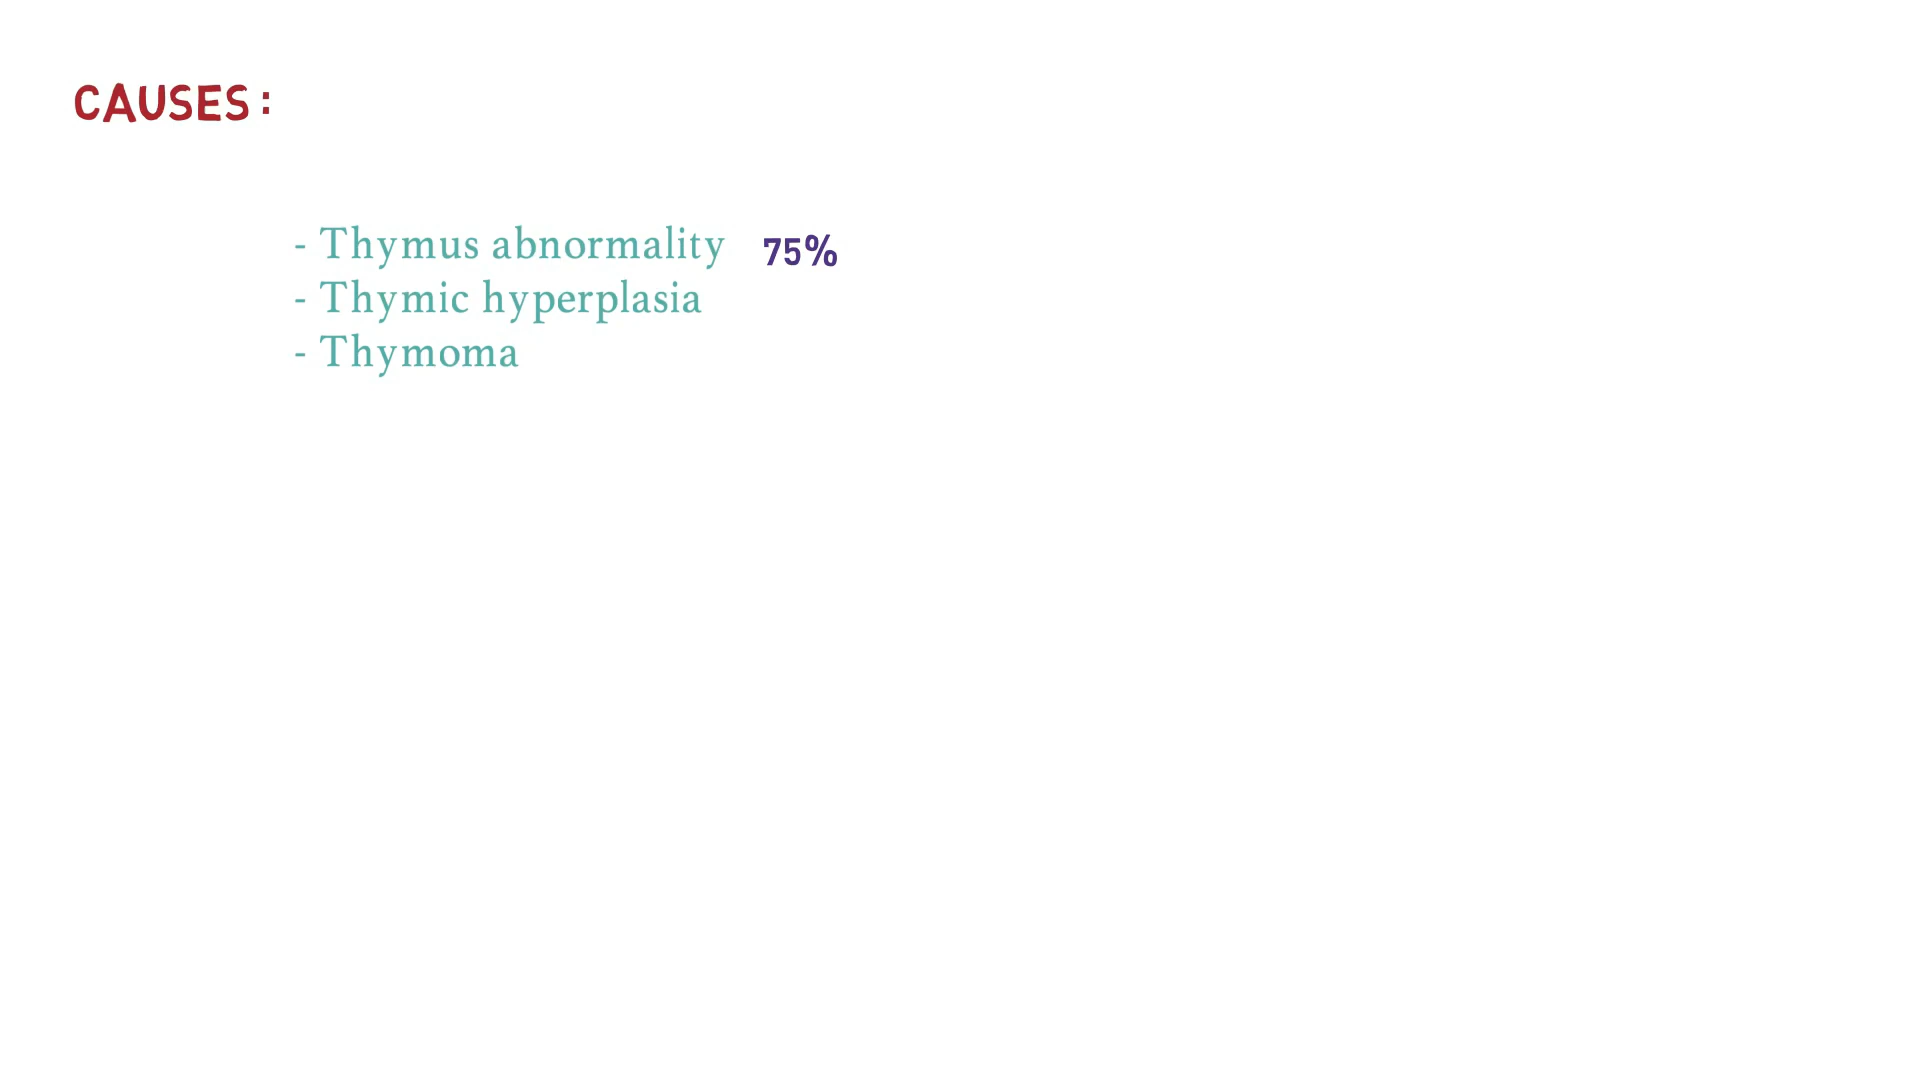 CAUSES:
- Thymus abnormality 75%
- Thymic hyperplasia
- Thymoma